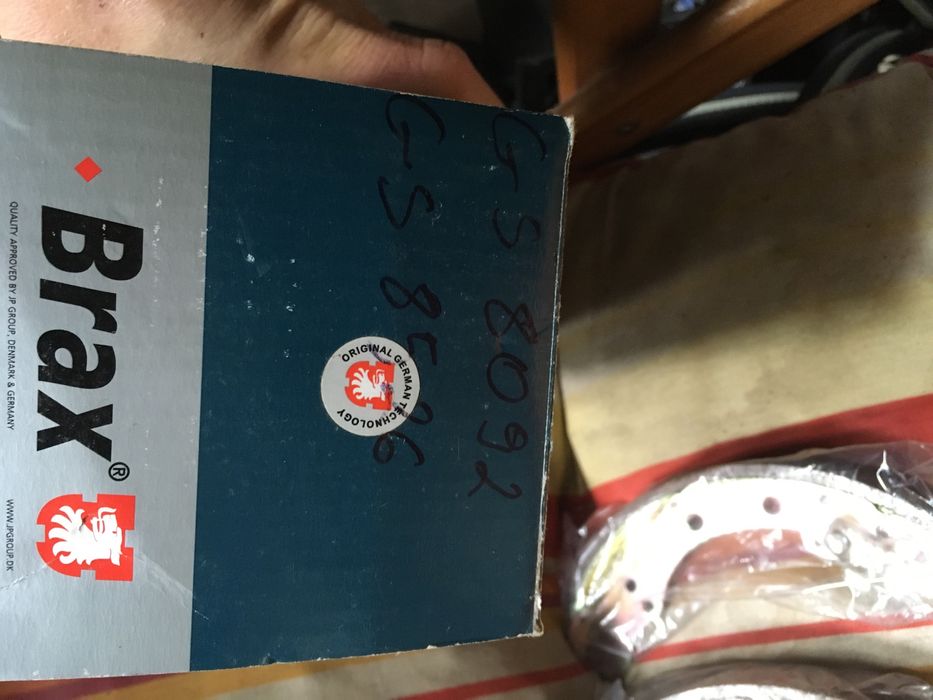 GS 8092
GS 8526
ORIGINAL GERMAN TECHNOLOGY
Brax®
QUALITY APPROVED BY JP GROUP, DENMARK & GERMANY
WWW.JPGROUP.DK